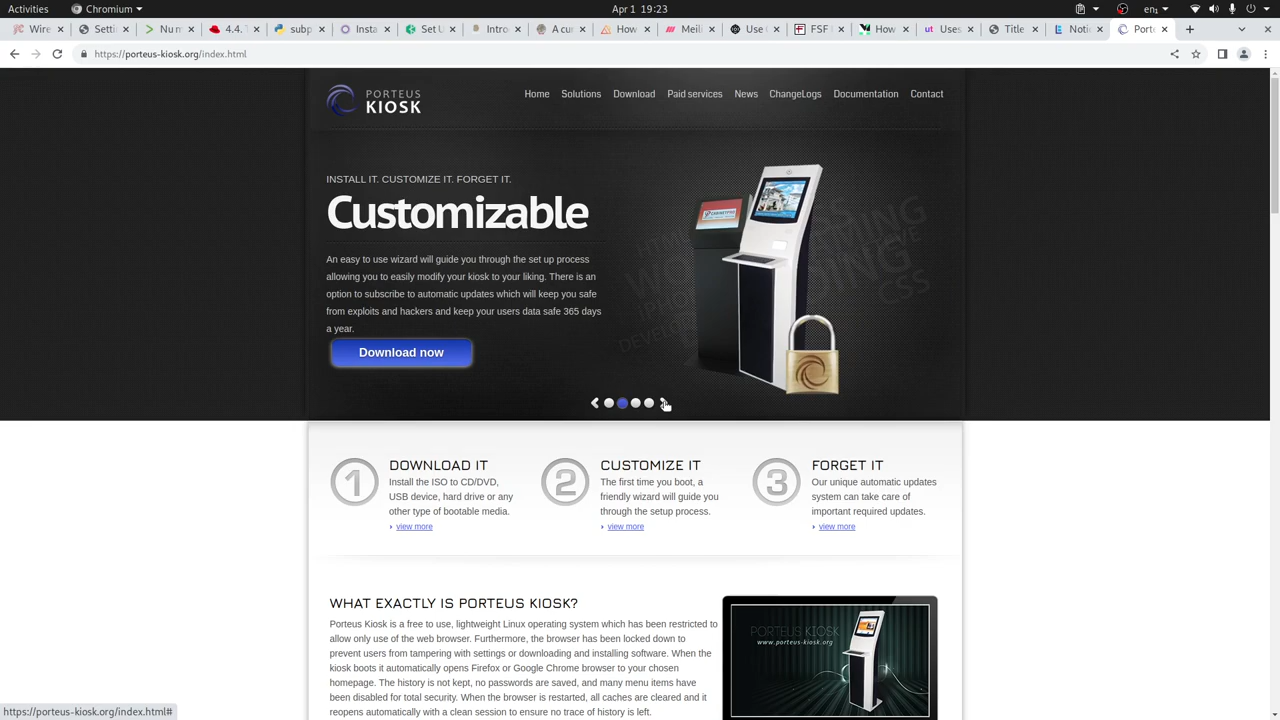 Activities
Chromium
Apr 1 19:23
en
Wire
Setti
Num
4.4. 
subp
Insta
Set
Intro
A cu
How
Meili
Use
FSF
How
Uses
Title
Notic
Porte
https://porteus-kiosk.org/index.html
PORTEUS
KIOSK
Home
Solutions
Download
Paid services
News
ChangeLogs
Documentation
Contact
INSTALL IT. CUSTOMIZE IT. FORGET IT.
Customizable
An easy to use wizard will guide you through the set up process
allowing you to easily modify your kiosk to your liking. There is an
option to subscribe to automatic updates which will keep you safe
from exploits and hackers and keep your users data safe 365 days
a year.
Download now
1
DOWNLOAD IT
Install the ISO to CD/DVD,
USB device, hard drive or any
other type of bootable media.
view more
2
CUSTOMIZE IT
The first time you boot, a
friendly wizard will guide you
through the setup process.
view more
3
FORGET IT
Our unique automatic updates
system can take care of
important required updates.
view more
WHAT EXACTLY IS PORTEUS KIOSK?
Porteus Kiosk is a free to use, lightweight Linux operating system which has been restricted to
allow only use of the web browser. Furthermore, the browser has been locked down to
prevent users from tampering with settings or downloading and installing software. When the
kiosk boots it automatically opens Firefox or Google Chrome browser to your chosen
homepage. The history is not kept, no passwords are saved, and many menu items have
been disabled for total security. When the browser is restarted, all caches are cleared and it
reopens automatically with a clean session to ensure no trace of history is left.
PORTEUS KIOSK
www.porteus-kiosk.org
https://porteus-kiosk.org/index.html#